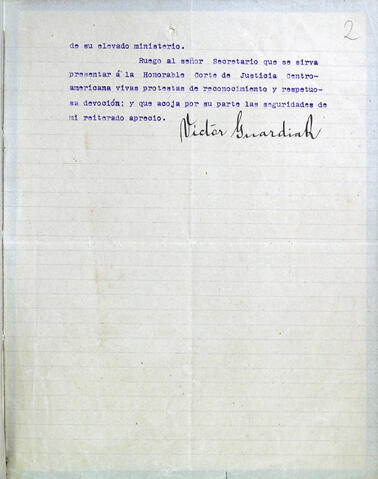 2
de su elevado ministerio.
Ruego al señor Secretario que se sirva
presentar á la Honorable Corte de Justicia Centro-
americana vivas protestas de reconocimiento y respetuo-
sa devoción; y que acoja por su parte las seguridades de
mi reiterado aprecio.
Victor Guardiah